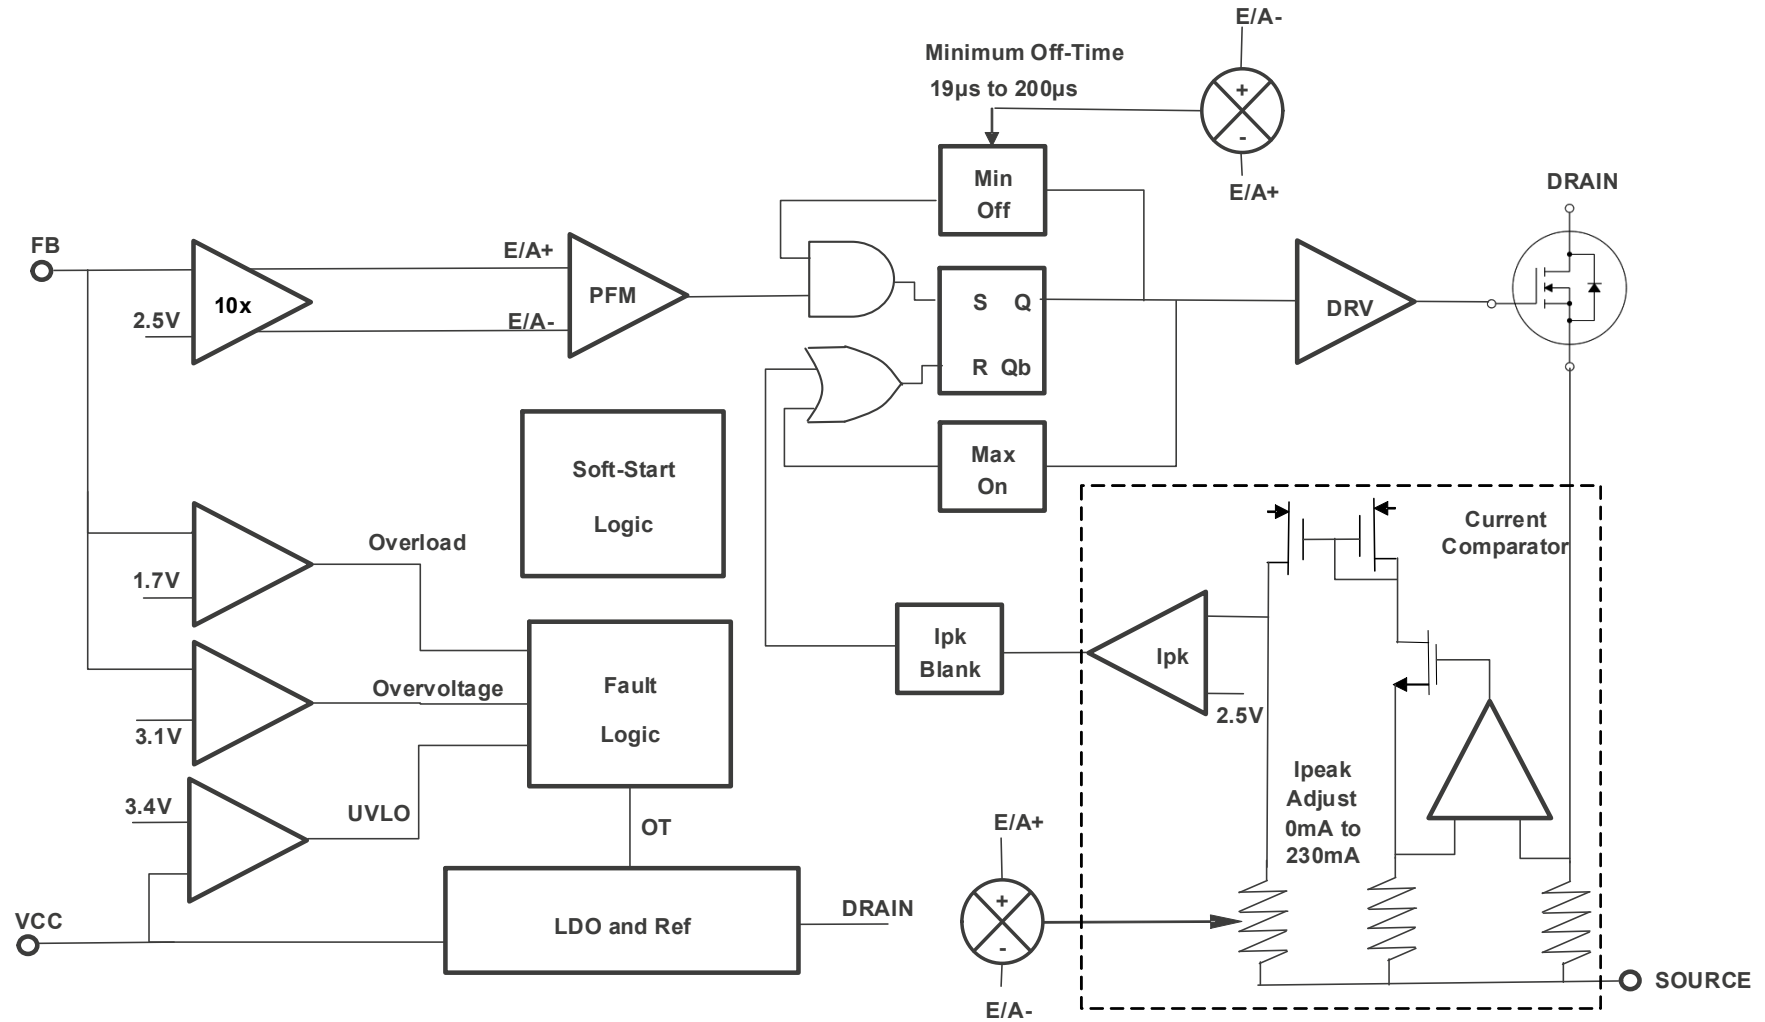 E/A-
Minimum Off-Time
19µs to 200µs
+
-
E/A+
Min
Off
DRAIN
FB
E/A+
10x
PFM
2.5V
E/A-
S Q
R Qb
DRV
Max
On
Soft-Start
Logic
Current
Comparator
Overload
1.7V
Ipk
Blank
Ipk
2.5V
Fault
Logic
Overvoltage
3.1V
3.4V
UVLO
OT
Ipeak
Adjust
0mA to
230mA
E/A+
+
-
E/A-
VCC
LDO and Ref
DRAIN
SOURCE